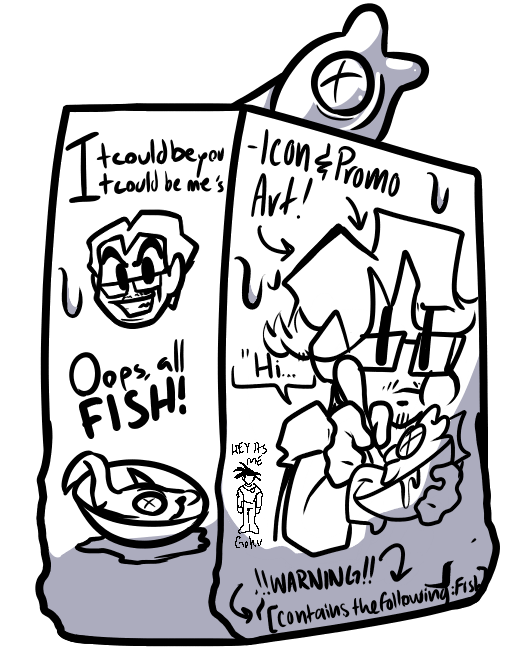 It could be you
It could be me's
Oops, all
FISH!
-Icon & Promo
Art!
"Hi...
HEY ITS
ME
Goku
!!WARNING!!
[contains the following: Fish